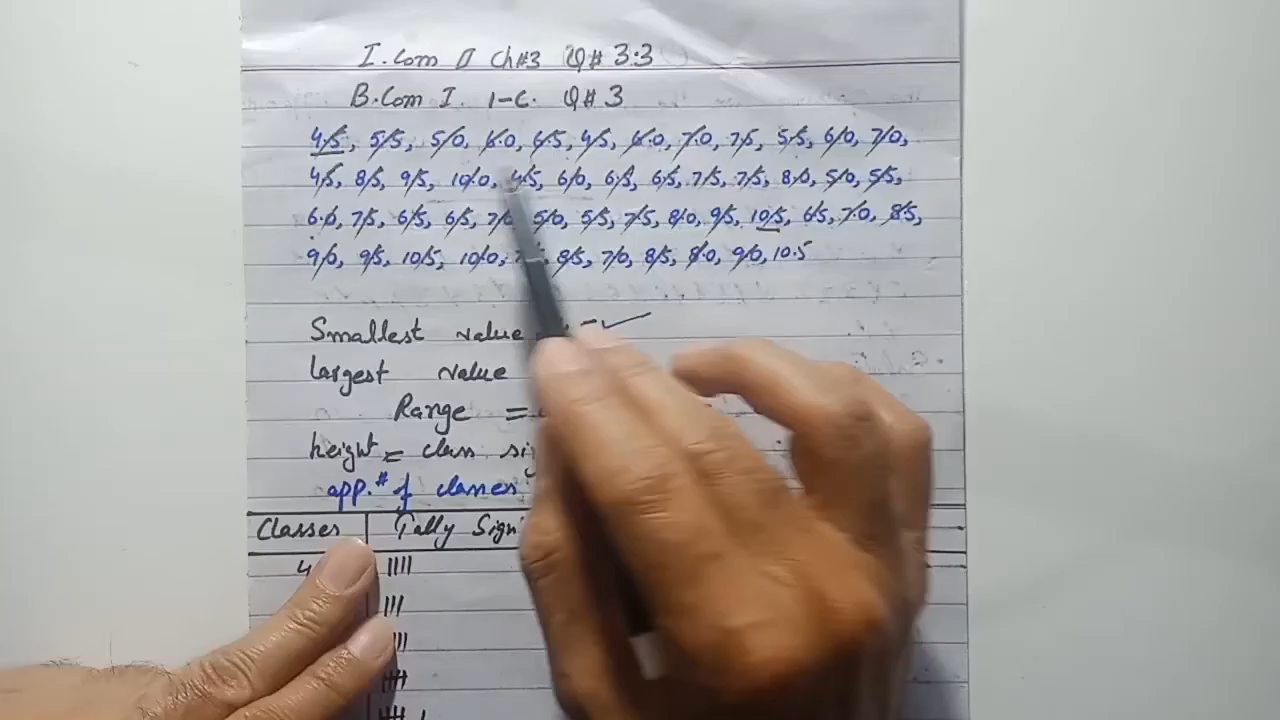 I. Com II Ch#3 Q# 3.3
B.Com I. 1-C. Q# 3
4.5, 5.5, 5.0, 6.0, 6.5, 4.5, 6.0, 7.0, 7.5, 5.5, 6.0, 7.0,
4.5, 8.5, 9.5, 10.0, 4.5, 6.0, 6.5, 6.5, 7.5, 7.5, 8.0, 5.0, 5.5,
6.0, 7.5, 6.5, 6.5, 7.0, 5.0, 5.5, 7.5, 8.0, 9.5, 10.5, 6.5, 7.0, 8.5,
9.0, 9.5, 10.5, 10.0, 8.5, 7.0, 8.5, 8.0, 9.0, 10.5
Smallest value
largest value
Range =
height = class
app. # of classes
Classes Tally Sign
4 ||||
|||